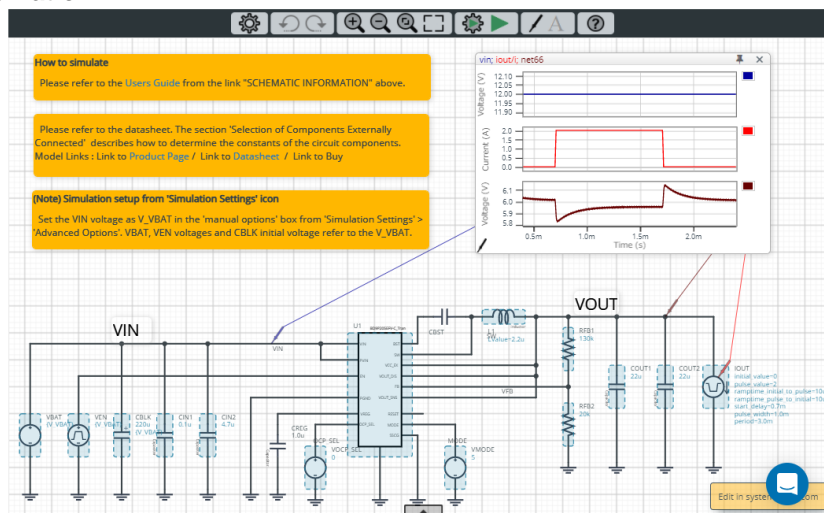 How to simulate
Please refer to the Users Guide from the link "SCHEMATIC INFORMATION" above.
Please refer to the datasheet. The section 'Selection of Components Externally
Connected' describes how to determine the constants of the circuit components.
Model Links : Link to Product Page / Link to Datasheet / Link to Buy
(Note) Simulation setup from 'Simulation Settings' icon
Set the VIN voltage as V_VBAT in the 'manual options' box from 'Simulation Settings' >
'Advanced Options'. VBAT, VEN voltages and CBLK initial voltage refer to the V_VBAT.
vin; iout/i; net66
Voltage (V)
12.10
12.05
12.00
11.95
11.90
Current (A)
2.0
1.5
1.0
0.5
0.0
Voltage (V)
6.1
6.0
5.9
5.8
0.5m 1.0m 1.5m 2.0m
Time (s)
VIN
VOUT
VIN
U1
CBST
L1
LValue=2.2u
RFB1
130k
VFB
RFB2
20k
COUT1
22u
COUT2
22u
IOUT
initial_value=0
pulse_value=2
start_delay=0.7m
pulse_width=1.0m
period=3.0m
VBAT
(V_VBAT)
VEN
CBLK
220u
CIN1
0.1u
CIN2
4.7u
CREG
1.0u
OCP_SEL
VOCP_SEL
0
MODE
VMODE
5
Edit in system